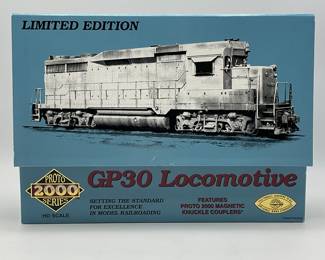 LIMITED EDITION
PROTO
2000
SERIES
HO SCALE
GP30 Locomotive
SETTING THE STANDARD
FOR EXCELLENCE
IN MODEL RAILROADING
FEATURES
PROTO 2000 MAGNETIC
KNUCKLE COUPLERS*